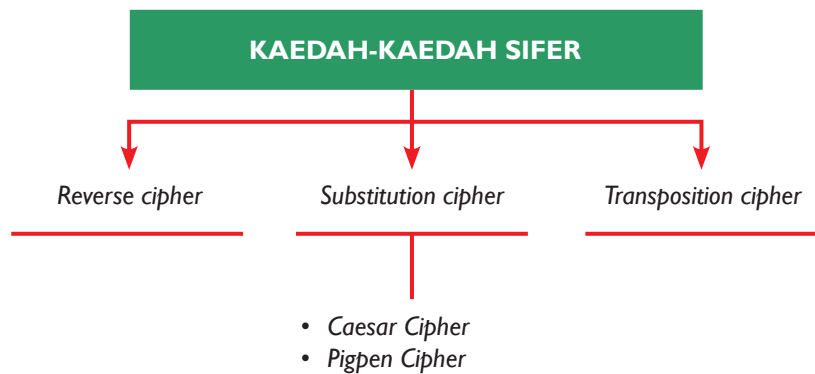 KAEDAH-KAEDAH SIFER
Reverse cipher
Substitution cipher
Transposition cipher
• Caesar Cipher
• Pigpen Cipher